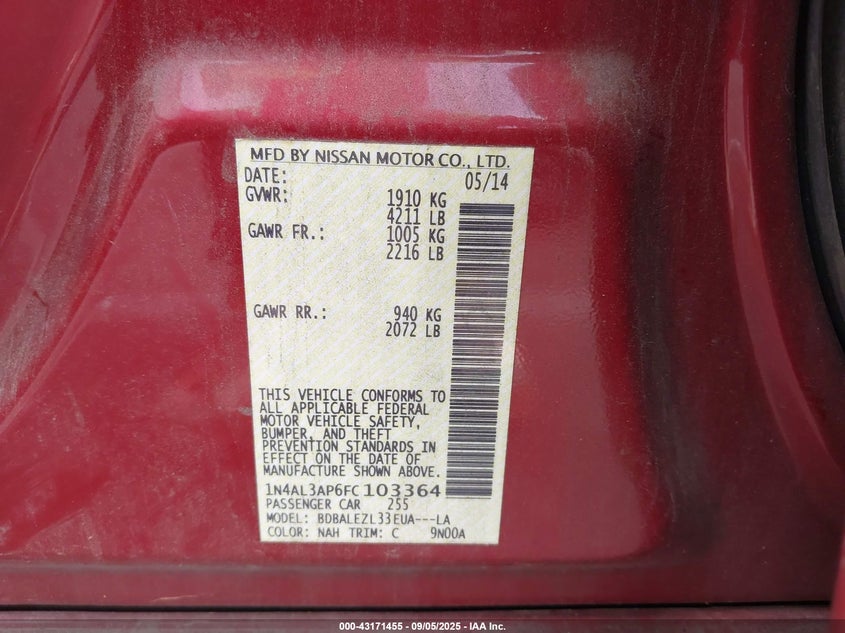 MFD BY NISSAN MOTOR CO., LTD.
DATE: 05/14
GVWR: 1910 KG
4211 LB
GAWR FR.: 1005 KG
2216 LB
GAWR RR.: 940 KG
2072 LB
THIS VEHICLE CONFORMS TO
ALL APPLICABLE FEDERAL
MOTOR VEHICLE SAFETY,
BUMPER, AND THEFT
PREVENTION STANDARDS IN
EFFECT ON THE DATE OF
MANUFACTURE SHOWN ABOVE.
1N4AL3AP6FC103364
PASSENGER CAR 255
MODEL: BDBALEZL33EUA---LA
COLOR: NAH TRIM: C 9N00A
000-43171455 - 09/05/2025 - IAA Inc.